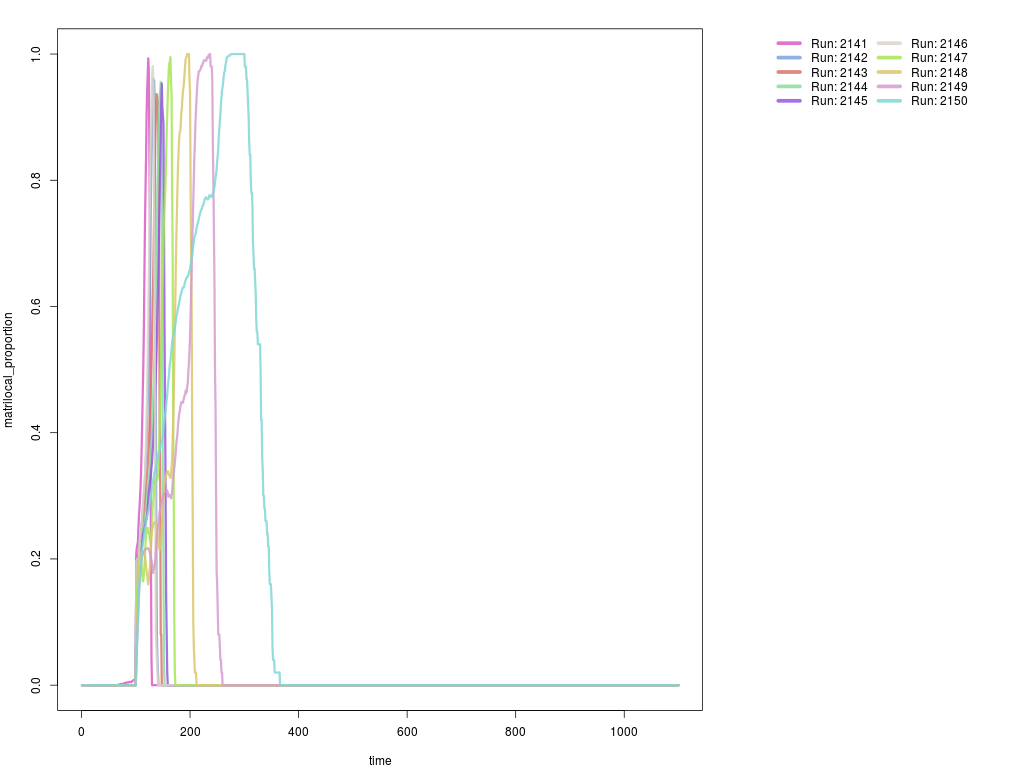 Run: 2141
Run: 2142
Run: 2143
Run: 2144
Run: 2145
Run: 2146
Run: 2147
Run: 2148
Run: 2149
Run: 2150
matrilocal_proportion
1.0
0.8
0.6
0.4
0.2
0.0
0
200
400
600
800
1000
time